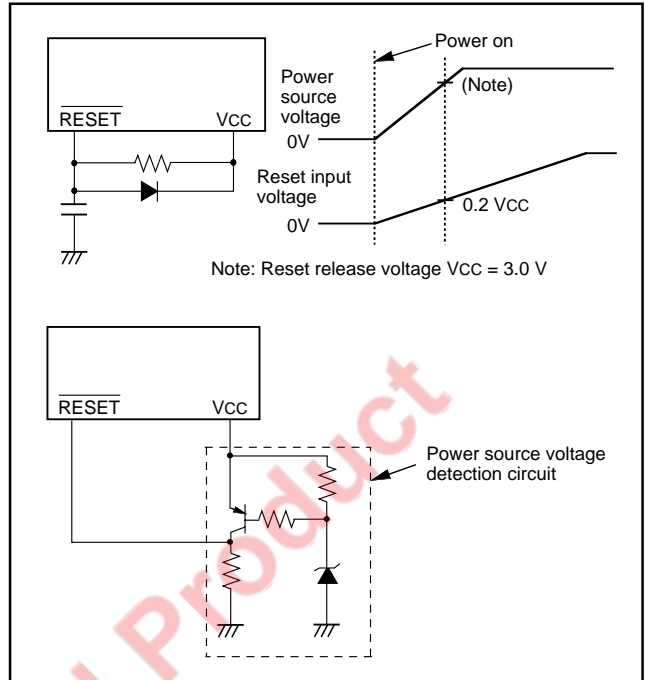 RESET
VCC
Power on
Power
source
voltage
(Note)
0V
Reset input
voltage
0.2 VCC
0V
Note: Reset release voltage VCC = 3.0 V
RESET
VCC
Power source voltage
detection circuit
Product